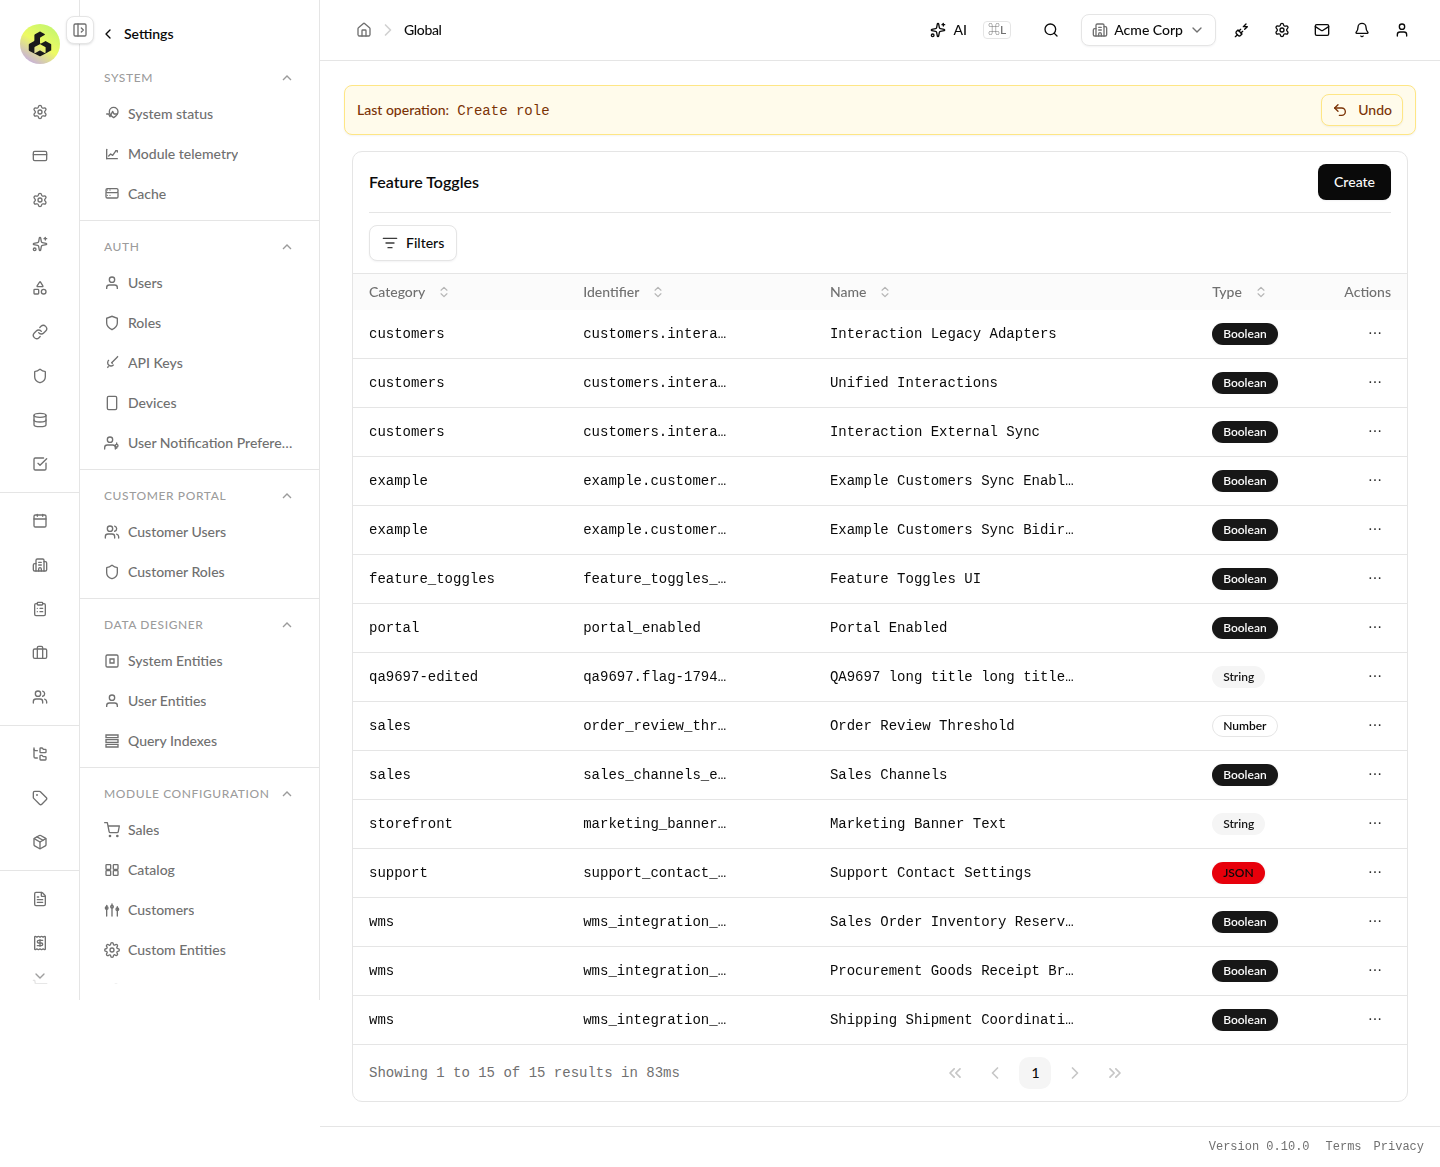 Settings
SYSTEM
System status
Module telemetry
Cache
AUTH
Users
Roles
API Keys
Devices
User Notification Prefere...
CUSTOMER PORTAL
Customer Users
Customer Roles
DATA DESIGNER
System Entities
User Entities
Query Indexes
MODULE CONFIGURATION
Sales
Catalog
Customers
Custom Entities
Global
AI ⌘L Acme Corp
Last operation: Create role Undo
Feature Toggles Create
Filters
Category Identifier Name Type Actions
customers customers.intera… Interaction Legacy Adapters Boolean ...
customers customers.intera… Unified Interactions Boolean ...
customers customers.intera… Interaction External Sync Boolean ...
example example.customer… Example Customers Sync Enabl… Boolean ...
example example.customer… Example Customers Sync Bidir… Boolean ...
feature_toggles feature_toggles_… Feature Toggles UI Boolean ...
portal portal_enabled Portal Enabled Boolean ...
qa9697-edited qa9697.flag-1794… QA9697 long title long title… String ...
sales order_review_thr… Order Review Threshold Number ...
sales sales_channels_e… Sales Channels Boolean ...
storefront marketing_banner… Marketing Banner Text String ...
support support_contact_… Support Contact Settings JSON ...
wms wms_integration_… Sales Order Inventory Reserv… Boolean ...
wms wms_integration_… Procurement Goods Receipt Br… Boolean ...
wms wms_integration_… Shipping Shipment Coordinati… Boolean ...
Showing 1 to 15 of 15 results in 83ms 1
Version 0.10.0 Terms Privacy